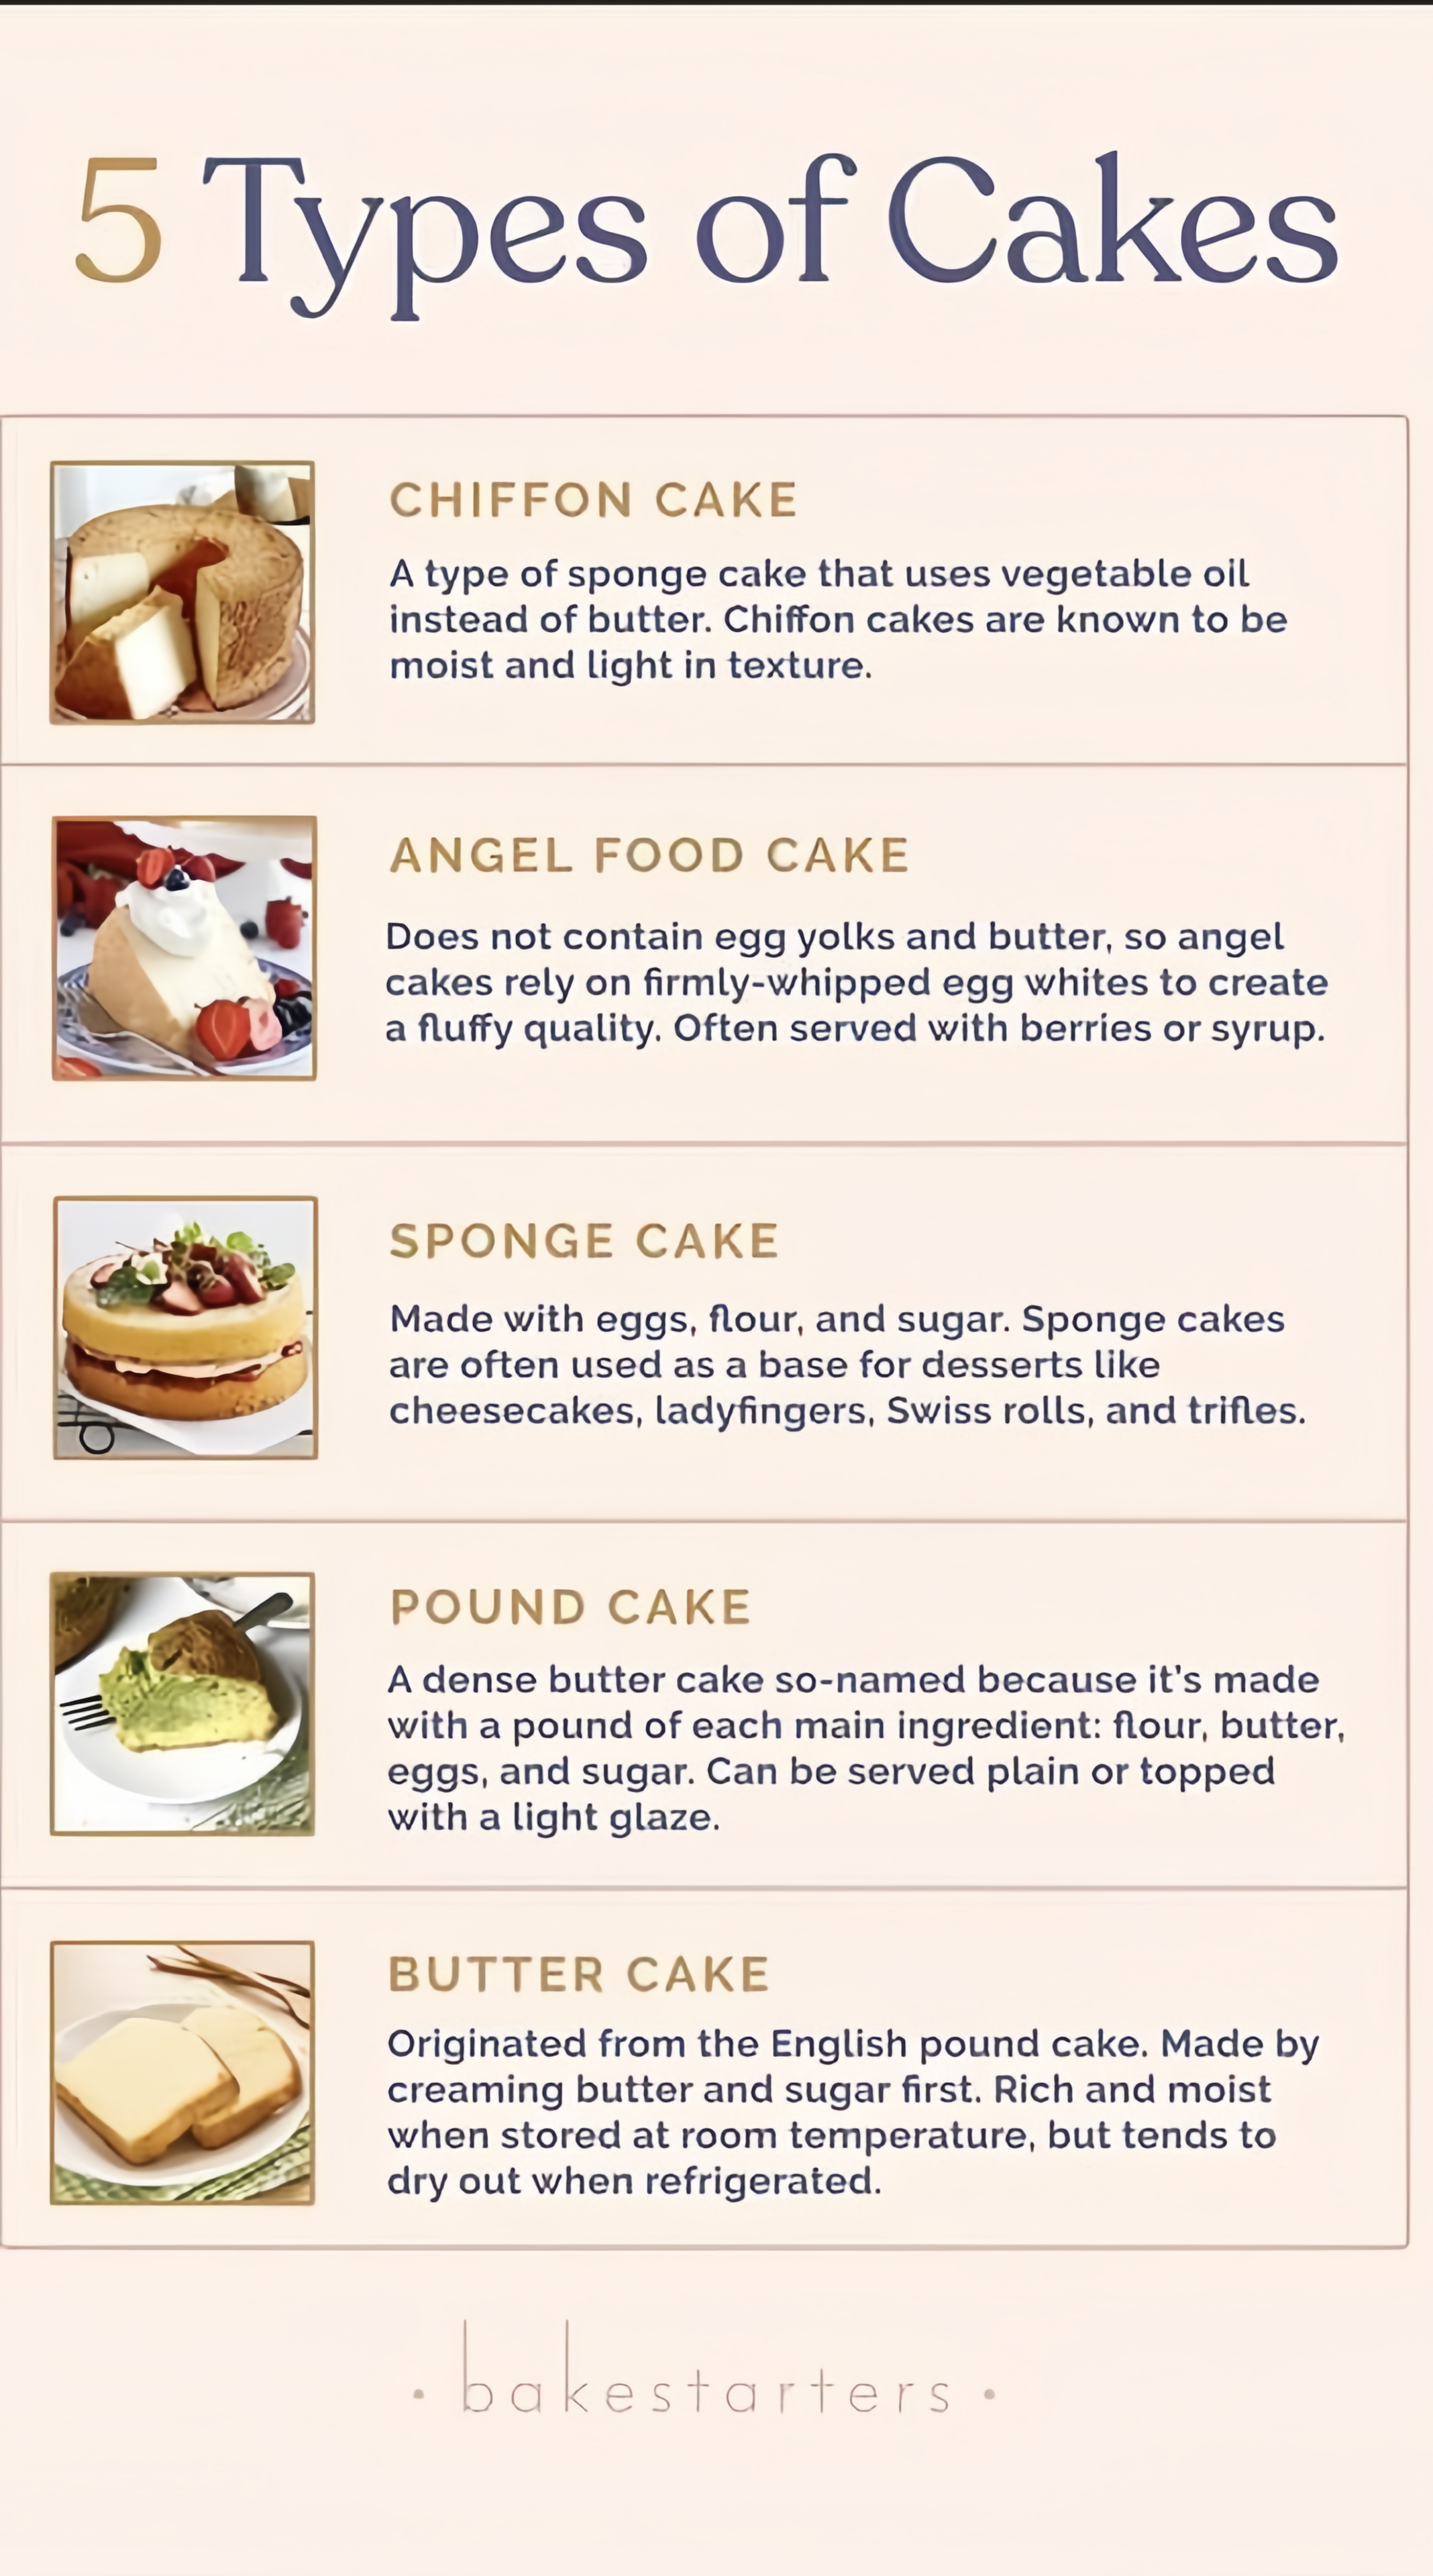 5 Types of Cakes
CHIFFON CAKE
A type of sponge cake that uses vegetable oil
instead of butter. Chiffon cakes are known to be
moist and light in texture.
ANGEL FOOD CAKE
Does not contain egg yolks and butter, so angel
cakes rely on firmly-whipped egg whites to create
a fluffy quality. Often served with berries or syrup.
SPONGE CAKE
Made with eggs, flour, and sugar. Sponge cakes
are often used as a base for desserts like
cheesecakes, ladyfingers, Swiss rolls, and trifles.
POUND CAKE
A dense butter cake so-named because it's made
with a pound of each main ingredient: flour, butter,
eggs, and sugar. Can be served plain or topped
with a light glaze.
BUTTER CAKE
Originated from the English pound cake. Made by
creaming butter and sugar first. Rich and moist
when stored at room temperature, but tends to
dry out when refrigerated.
• bakestarters •